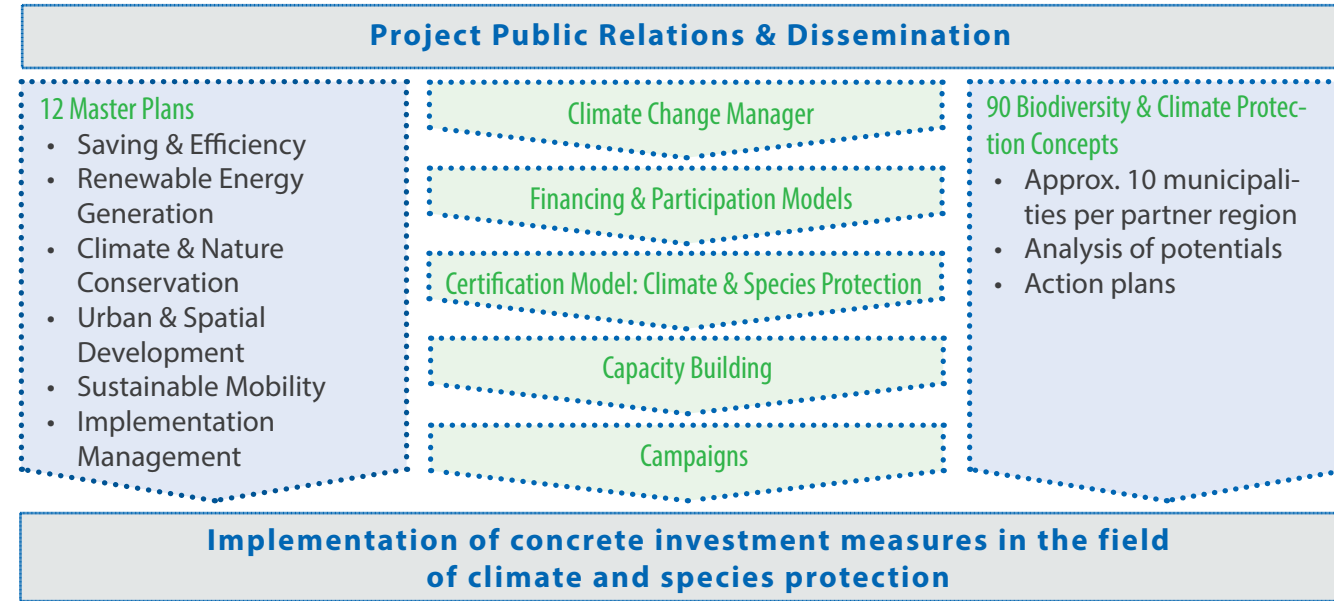 Project Public Relations & Dissemination
12 Master Plans
• Saving & Efficiency
• Renewable Energy
Generation
• Climate & Nature
Conservation
• Urban & Spatial
Development
• Sustainable Mobility
• Implementation
Management
Climate Change Manager
Financing & Participation Models
Certification Model: Climate & Species Protection
Capacity Building
Campaigns
90 Biodiversity & Climate Protec-
tion Concepts
• Approx. 10 municipali-
ties per partner region
• Analysis of potentials
• Action plans
Implementation of concrete investment measures in the field
of climate and species protection